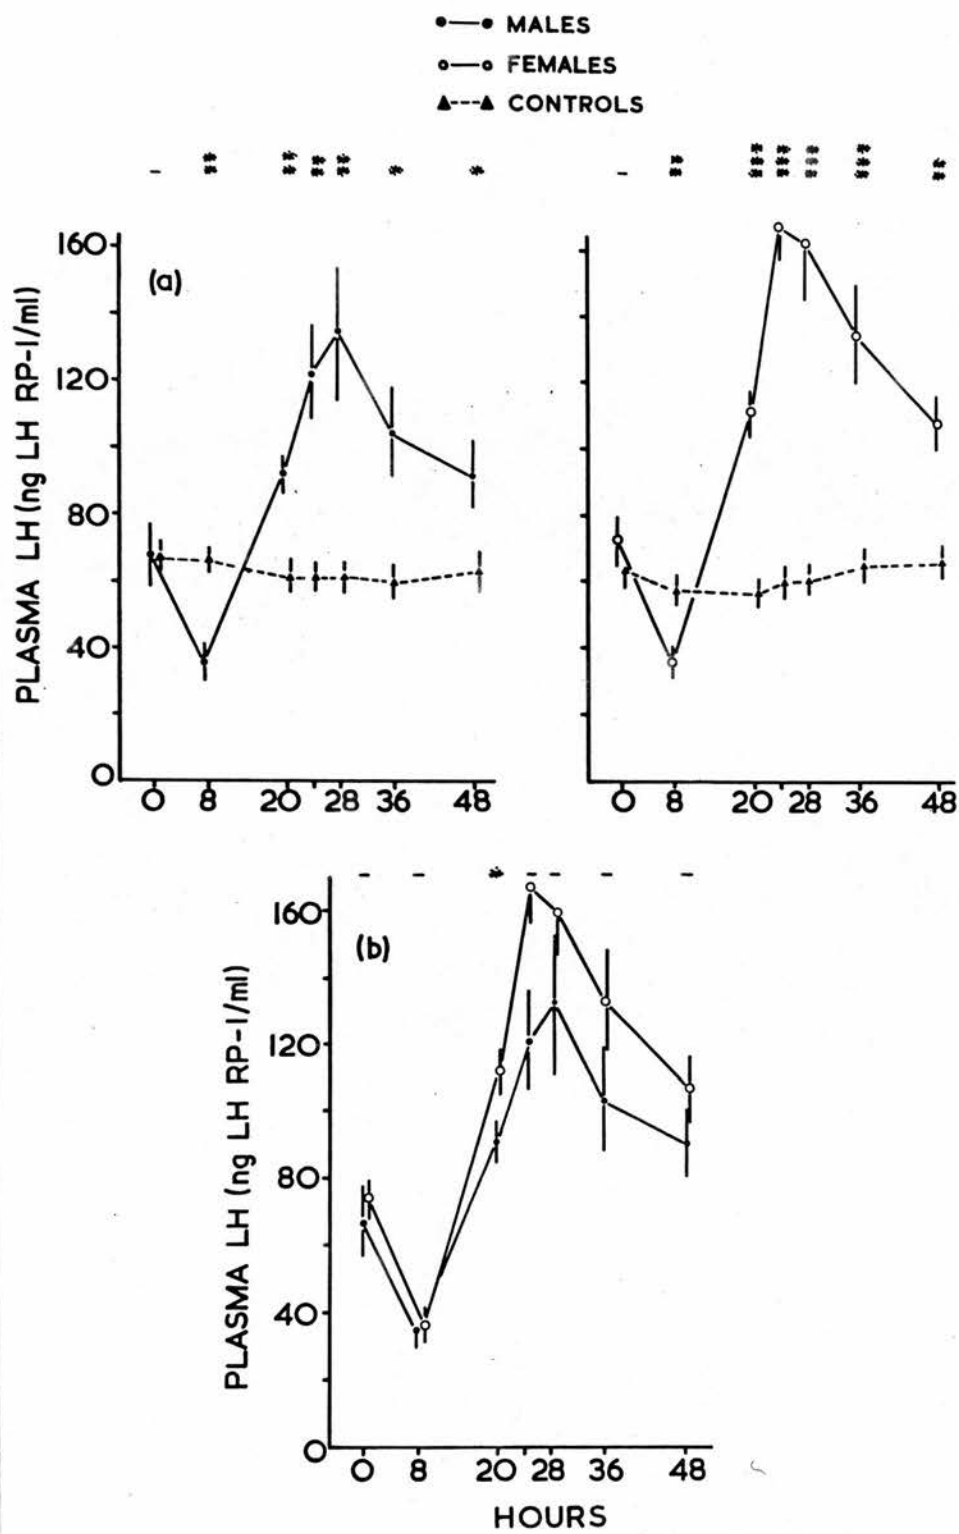 MALES
FEMALES
CONTROLS
- ** ** ** ** * *
- ** *** *** *** *** **
(a)
PLASMA LH (ng LH RP-1/ml)
160
120
80
40
0
0 8 20 28 36 48
0 8 20 28 36 48
- - * - - - -
(b)
PLASMA LH (ng LH RP-1/ml)
160
120
80
40
0
0 8 20 28 36 48
HOURS